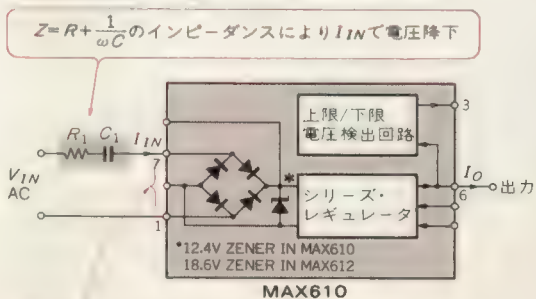 Z=R+1/ωCのインピーダンスによりIINで電圧降下
R1 C1 IIN
VIN
AC
7
1
上限/下限
電圧検出回路
3
*
シリーズ・
レギュレータ
IO
6
出力
*12.4V ZENER IN MAX610
18.6V ZENER IN MAX612
MAX610